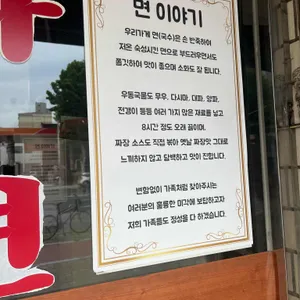 면 이야기
우리가게 면(국수)은 손 반죽하여
저온 숙성시킨 면으로 부드러우면서도
쫄깃하여 맛이 좋으며 소화도 잘 됩니다.
우동국물도 무우, 다시마, 대파, 양파,
전갱이 등등 여러 가지 많은 재료를 넣고
8시간 정도 오래 끓이며,
짜장 소스도 직접 볶아 옛날 짜장맛 그대로
느끼하지 않고 담백하고 맛이 진합니다.
변함없이 가족처럼 찾아주시는
여러분의 훌륭한 미각에 보답하고자
저희 가족들도 정성을 다 하겠습니다.